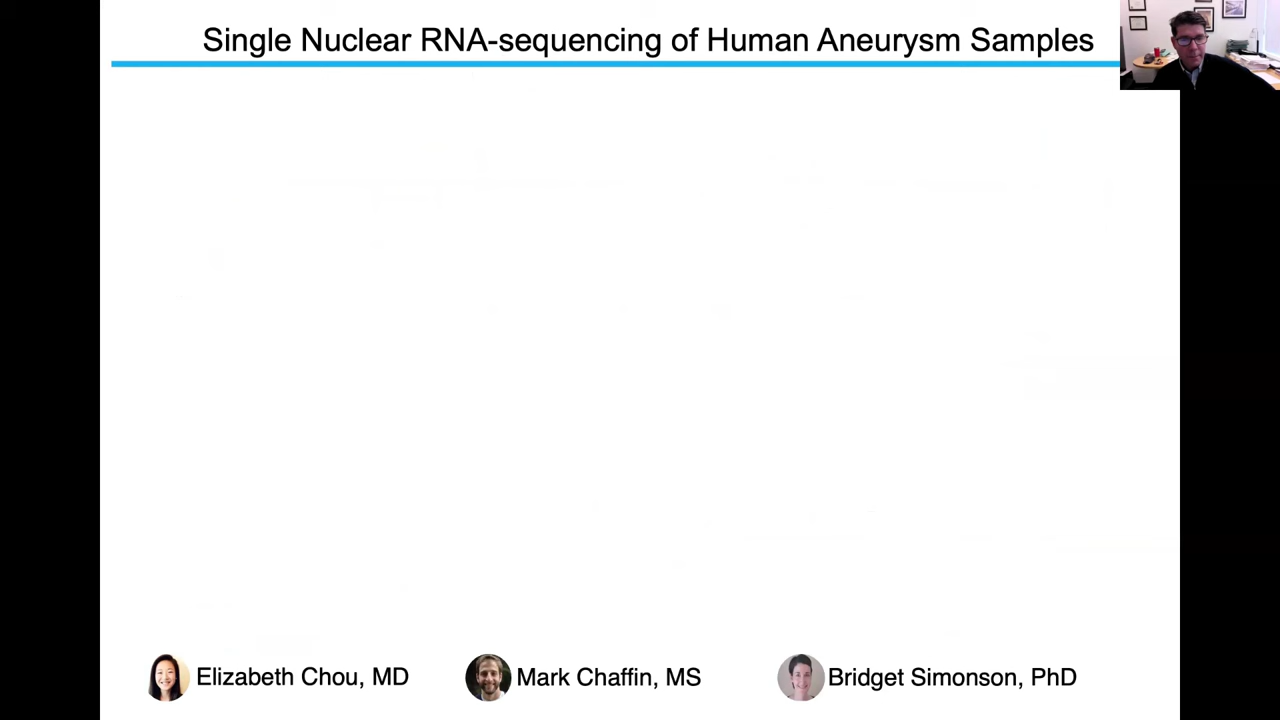 Single Nuclear RNA-sequencing of Human Aneurysm Samples
Elizabeth Chou, MD
Mark Chaffin, MS
Bridget Simonson, PhD